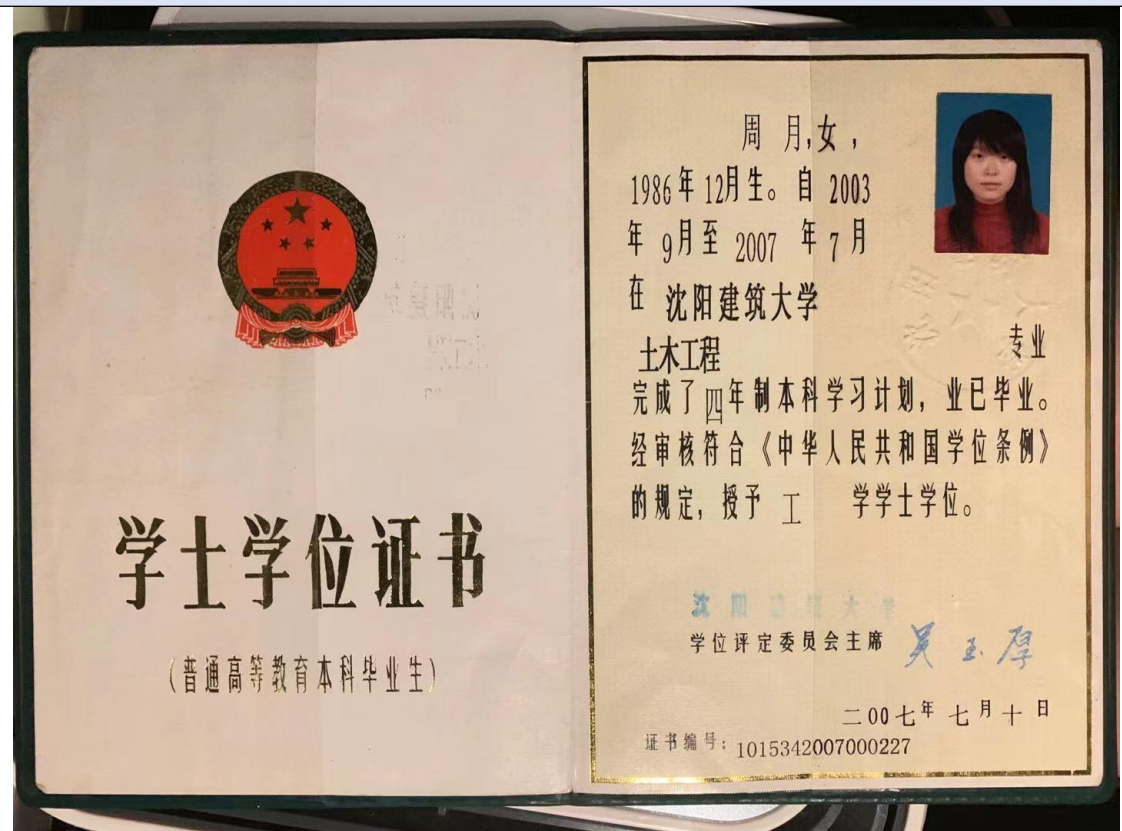 学士学位证书
(普通高等教育本科毕业生)
周 月,女,
1986年12月生。自 2003
年 9月至 2007 年 7月
在 沈阳建筑大学
土木工程 专业
完成了四年制本科学习计划，业已毕业。
经审核符合《中华人民共和国学位条例》
的规定，授予 工 学学士学位。
沈阳建筑大学
学位评定委员会主席 吴玉厚
二00七年 七月十日
证书编号：1015342007000227